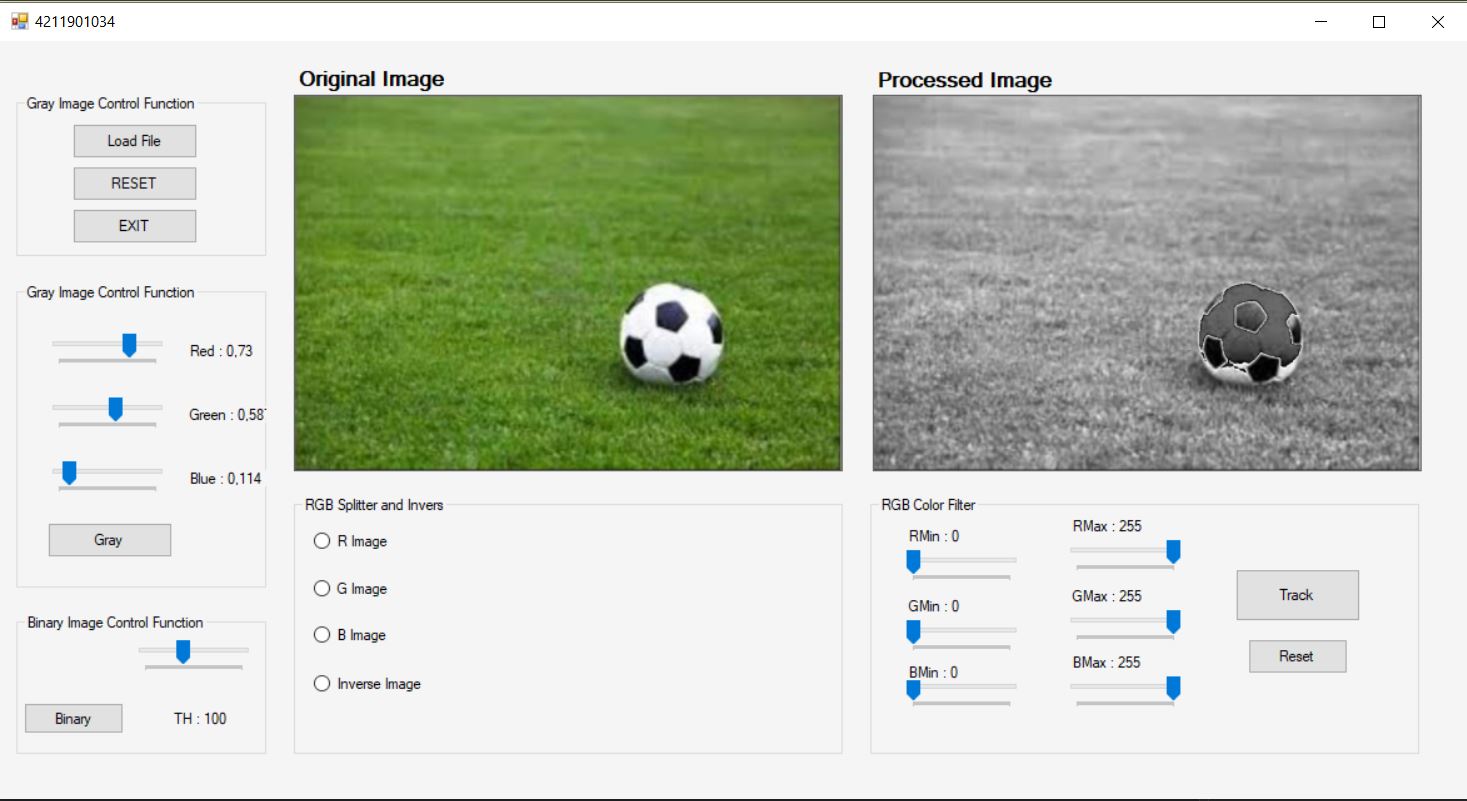 4211901034
Original Image
Processed Image
Gray Image Control Function
Load File
RESET
EXIT
Gray Image Control Function
Red : 0,73
Green : 0,587
Blue : 0,114
Gray
Binary Image Control Function
Binary
TH : 100
RGB Splitter and Invers
R Image
G Image
B Image
Inverse Image
RGB Color Filter
RMin : 0
RMax : 255
GMin : 0
GMax : 255
BMin : 0
BMax : 255
Track
Reset